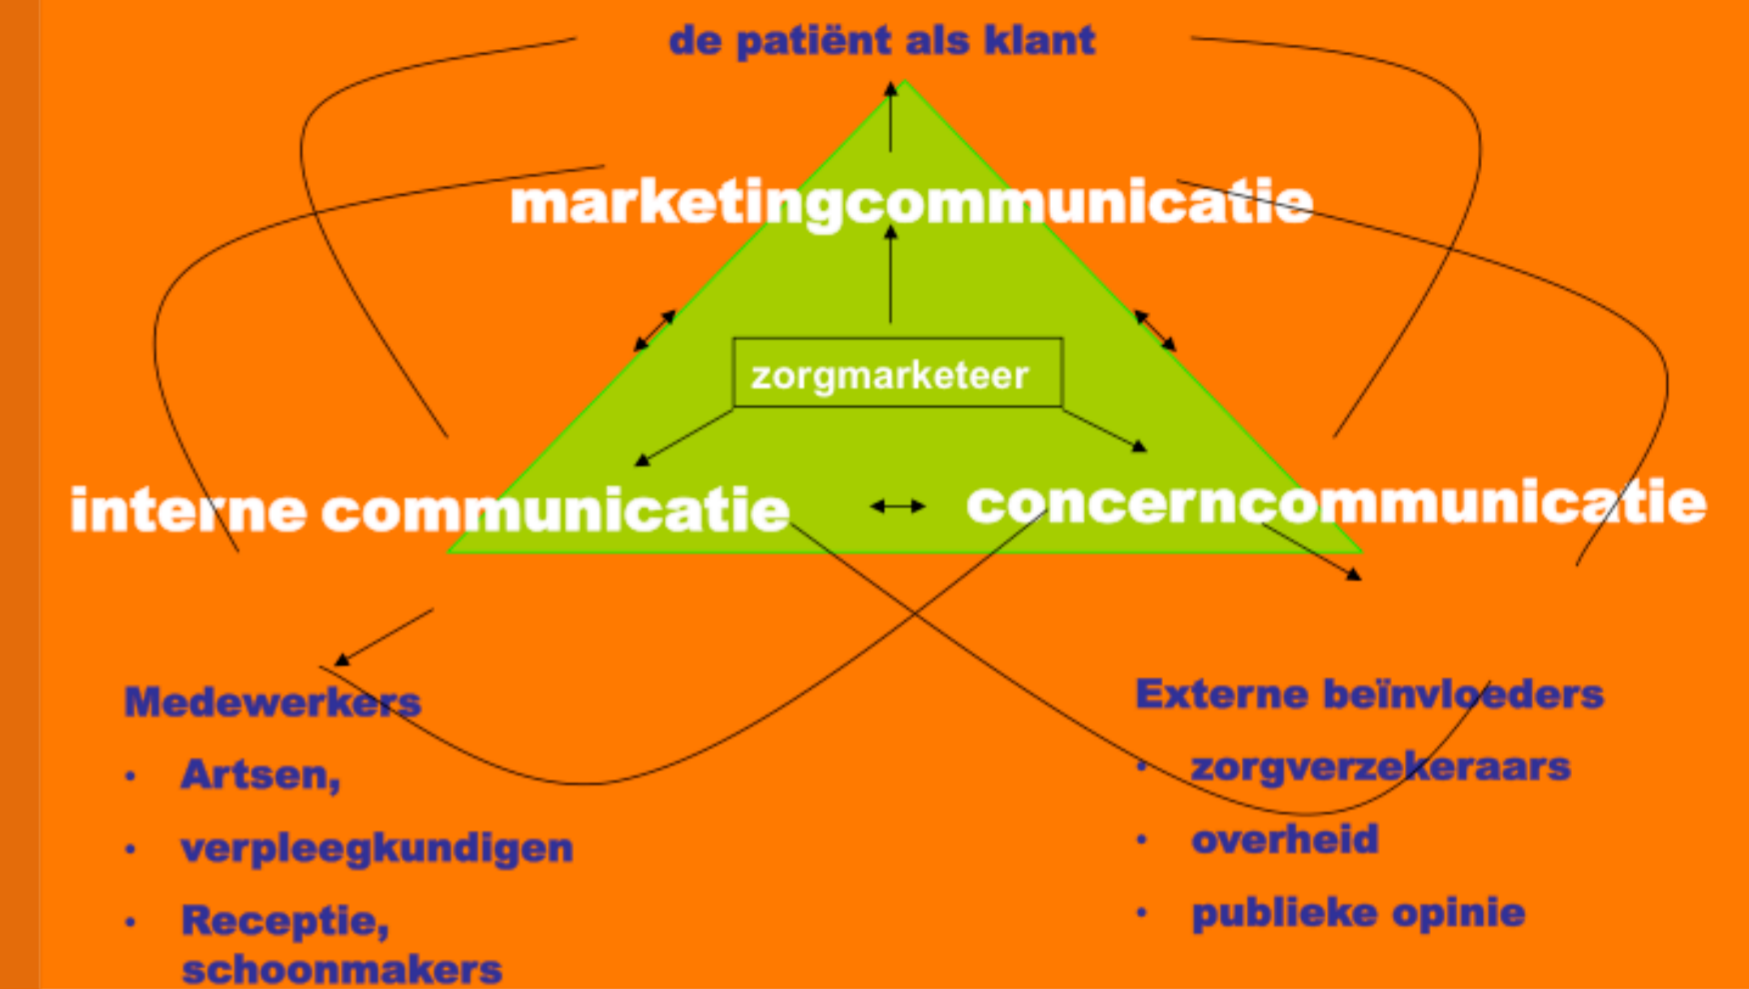 de patiënt als klant
marketingcommunicatie
zorgmarketeer
interne communicatie
concerncommunicatie
Medewerkers
• Artsen,
• verpleegkundigen
• Receptie,
schoonmakers
Externe beïnvloeders
• zorgverzekeraars
• overheid
• publieke opinie